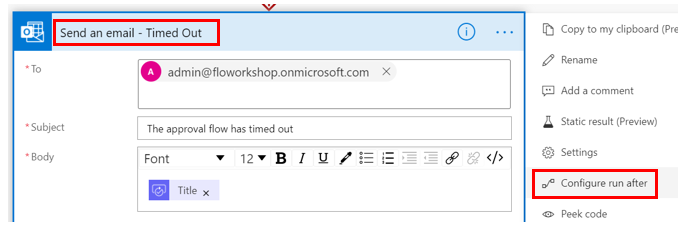 Send an email - Timed Out
*To
A admin@floworkshop.onmicrosoft.com
*Subject
The approval flow has timed out
*Body
Font 12 B I U
Title
Copy to my clipboard (Pre
Rename
Add a comment
Static result (Preview)
Settings
Configure run after
Peek code